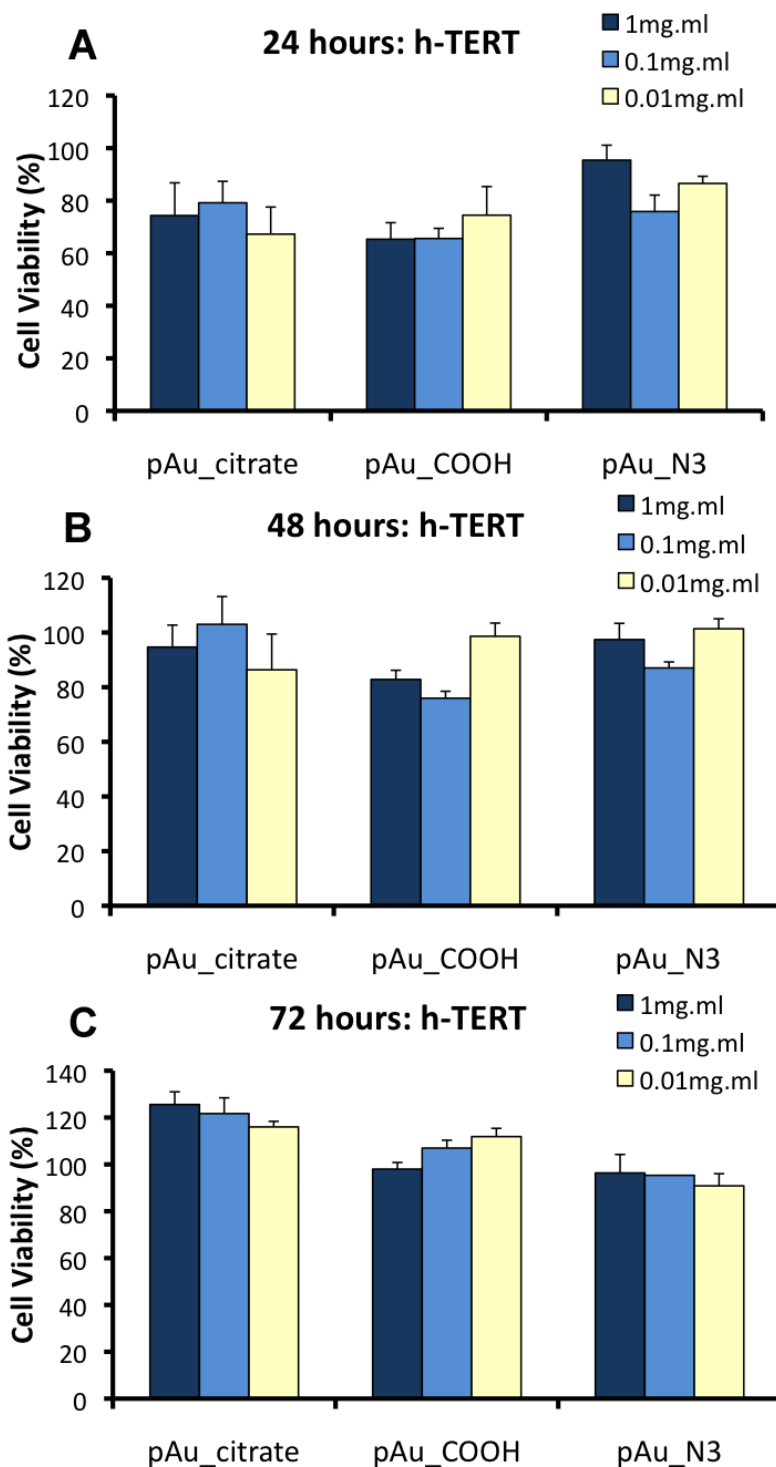 A
24 hours: h-TERT
1mg.ml
0.1mg.ml
0.01mg.ml
Cell Viability (%)
120
100
80
60
40
20
0
pAu_citrate pAu_COOH pAu_N3
B
48 hours: h-TERT
1mg.ml
0.1mg.ml
0.01mg.ml
Cell Viability (%)
120
100
80
60
40
20
0
pAu_citrate pAu_COOH pAu_N3
C
72 hours: h-TERT
1mg.ml
0.1mg.ml
0.01mg.ml
Cell Viability (%)
140
120
100
80
60
40
20
0
pAu_citrate pAu_COOH pAu_N3